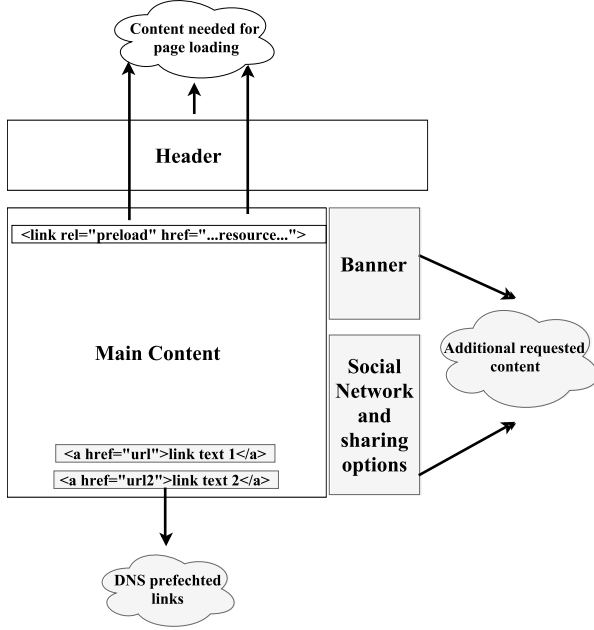 Content needed for
page loading
Header
<link rel="preload" href="...resource...">
Banner
Main Content
Additional requested
content
Social
Network
and
sharing
options
<a href="url">link text 1</a>
<a href="url2">link text 2</a>
DNS prefechted
links